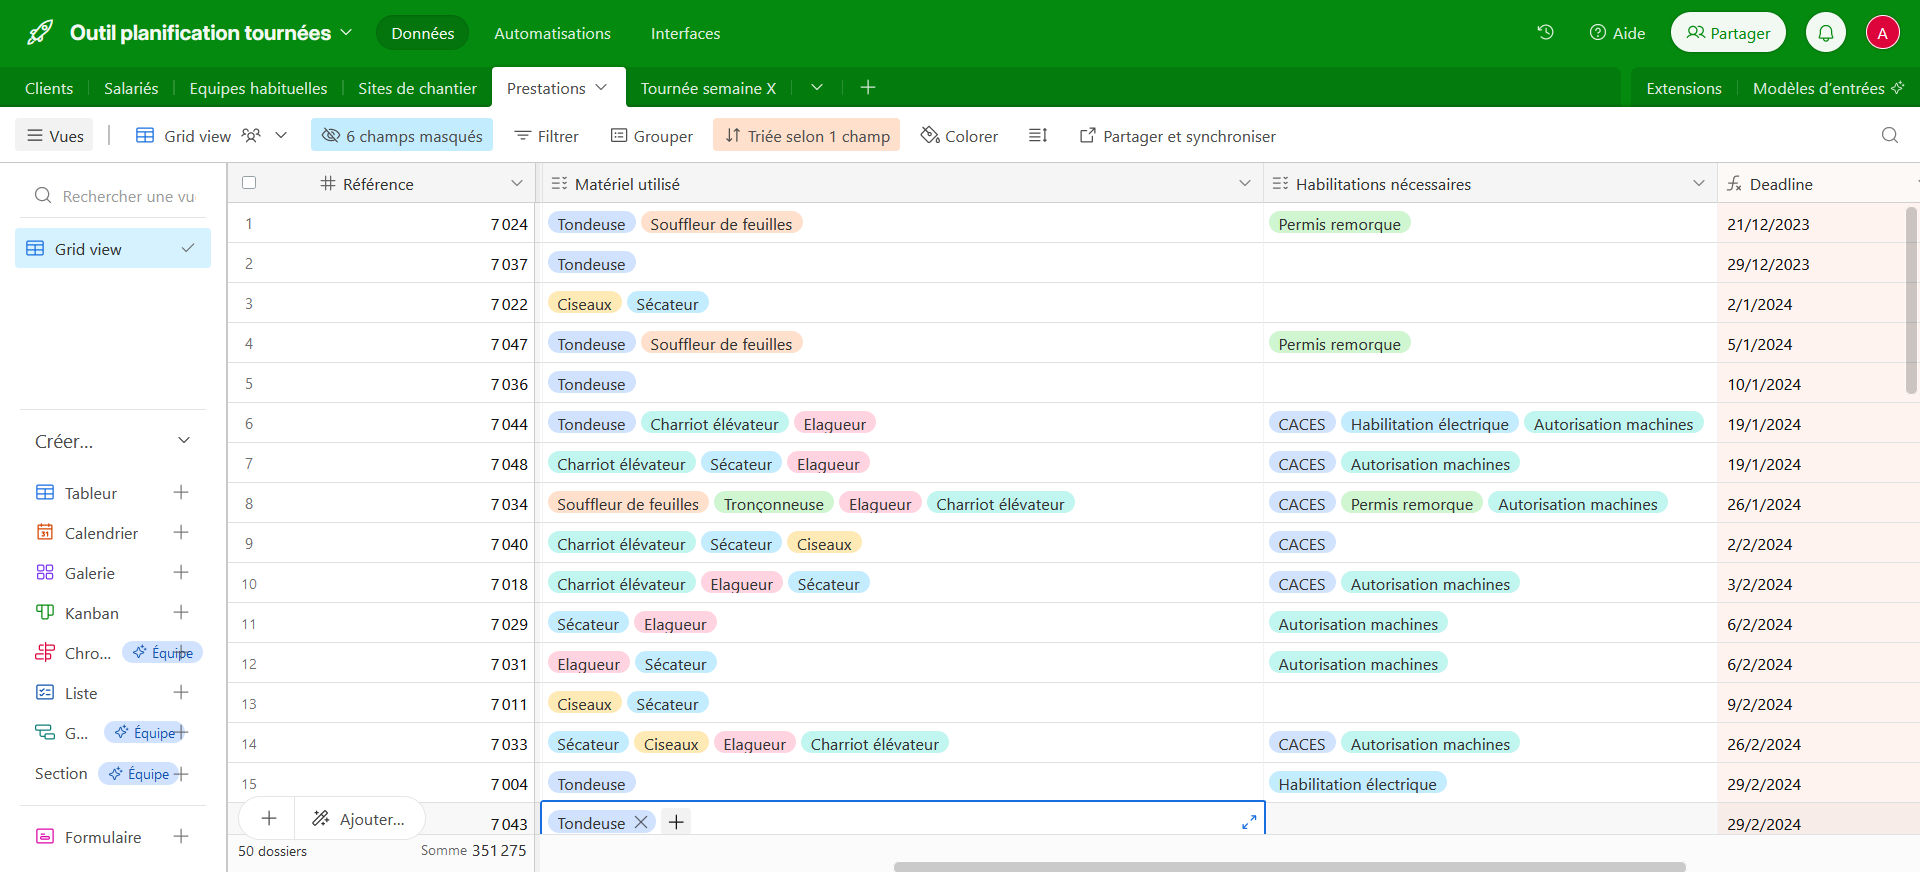 Outil planification tournées
Données
Automatisations
Interfaces
Aide
Partager
A
Clients
Salariés
Equipes habituelles
Sites de chantier
Prestations
Tournée semaine X
Extensions
Modèles d’entrées
Vues
Grid view
6 champs masqués
Filtrer
Grouper
Triée selon 1 champ
Colorer
Partager et synchroniser
Rechercher une vu
Grid view
Créer...
Tableur
Calendrier
Galerie
Kanban
Chro... Équipe
Liste
G... Équipe
Section Équipe
Formulaire
Référence Matériel utilisé Habilitations nécessaires Deadline
1 7 024 Tondeuse Souffleur de feuilles Permis remorque 21/12/2023
2 7 037 Tondeuse 29/12/2023
3 7 022 Ciseaux Sécateur 2/1/2024
4 7 047 Tondeuse Souffleur de feuilles Permis remorque 5/1/2024
5 7 036 Tondeuse 10/1/2024
6 7 044 Tondeuse Charriot élévateur Elagueur CACES Habilitation électrique Autorisation machines 19/1/2024
7 7 048 Charriot élévateur Sécateur Elagueur CACES Autorisation machines 19/1/2024
8 7 034 Souffleur de feuilles Tronçonneuse Elagueur Charriot élévateur CACES Permis remorque Autorisation machines 26/1/2024
9 7 040 Charriot élévateur Sécateur Ciseaux CACES 2/2/2024
10 7 018 Charriot élévateur Elagueur Sécateur CACES Autorisation machines 3/2/2024
11 7 029 Sécateur Elagueur Autorisation machines 6/2/2024
12 7 031 Elagueur Sécateur Autorisation machines 6/2/2024
13 7 011 Ciseaux Sécateur 9/2/2024
14 7 033 Sécateur Ciseaux Elagueur Charriot élévateur CACES Autorisation machines 26/2/2024
15 7 004 Tondeuse Habilitation électrique 29/2/2024
Ajouter... 7 043 Tondeuse 29/2/2024
50 dossiers Somme 351 275